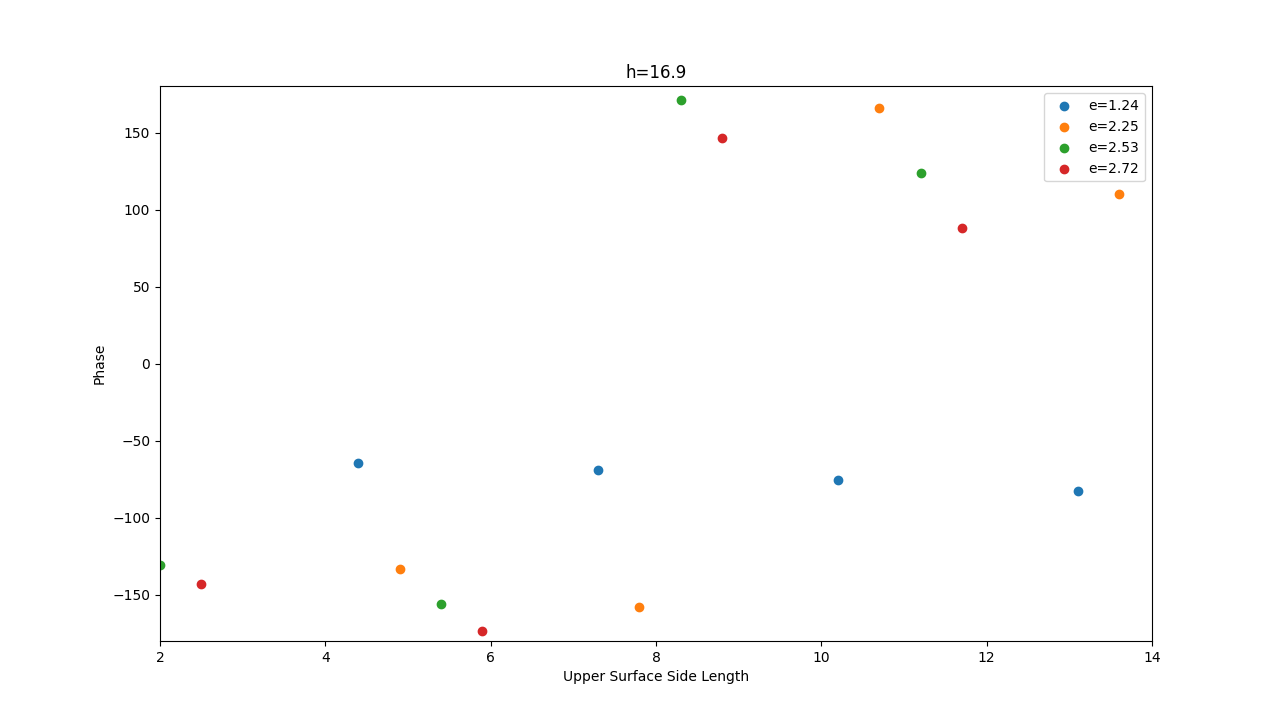 h=16.9
e=1.24
e=2.25
e=2.53
e=2.72
150
100
50
0
−50
−100
−150
Phase
2 4 6 8 10 12 14
Upper Surface Side Length